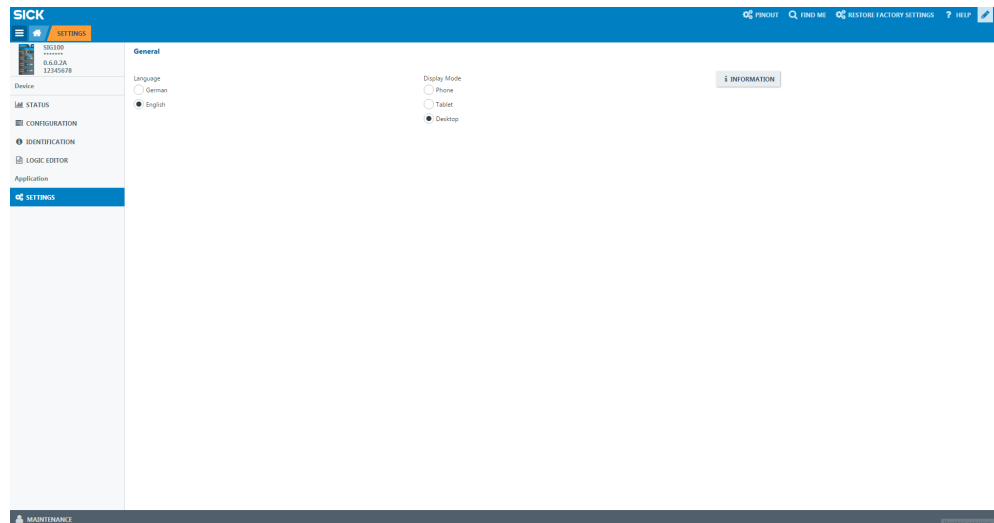 SICK
PINOUT FIND ME RESTORE FACTORY SETTINGS ? HELP
SETTINGS
SIG100
*******
0.6.0.2A
12345678
Device
STATUS
CONFIGURATION
IDENTIFICATION
LOGIC EDITOR
Application
SETTINGS
General
Language
German
English
Display Mode
Phone
Tablet
Desktop
i INFORMATION
MAINTENANCE